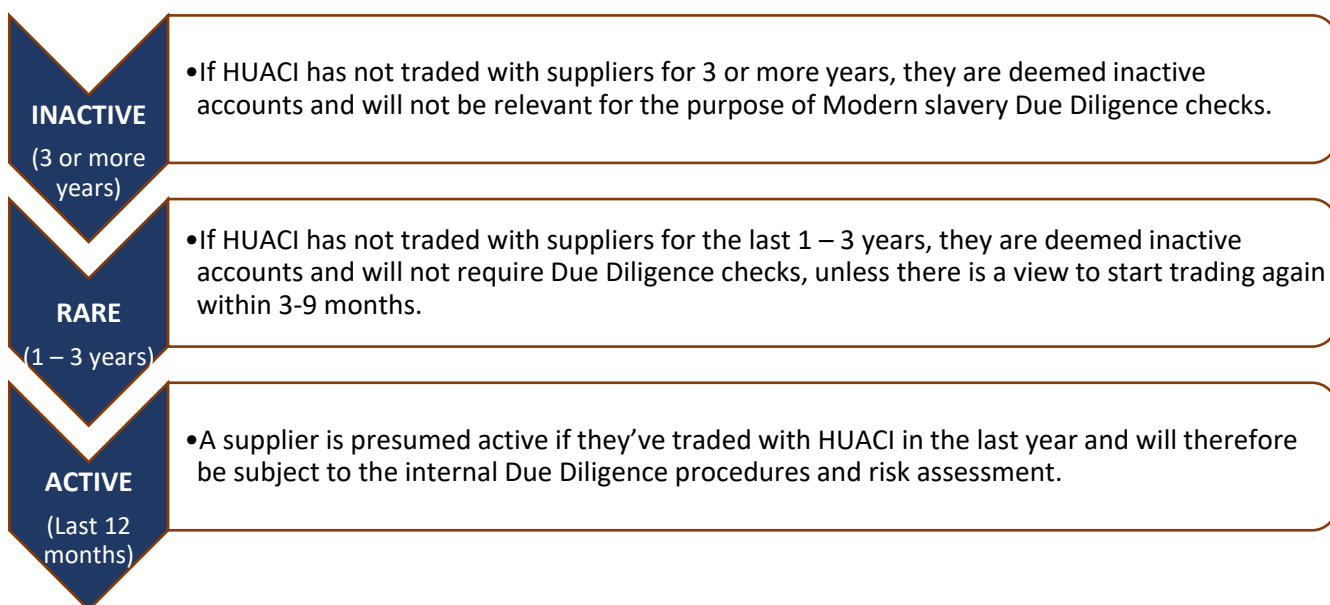 INACTIVE
(3 or more
years)
•If HUACI has not traded with suppliers for 3 or more years, they are deemed inactive
accounts and will not be relevant for the purpose of Modern slavery Due Diligence checks.
RARE
(1 – 3 years)
•If HUACI has not traded with suppliers for the last 1 – 3 years, they are deemed inactive
accounts and will not require Due Diligence checks, unless there is a view to start trading again
within 3-9 months.
ACTIVE
(Last 12
months)
•A supplier is presumed active if they’ve traded with HUACI in the last year and will therefore
be subject to the internal Due Diligence procedures and risk assessment.